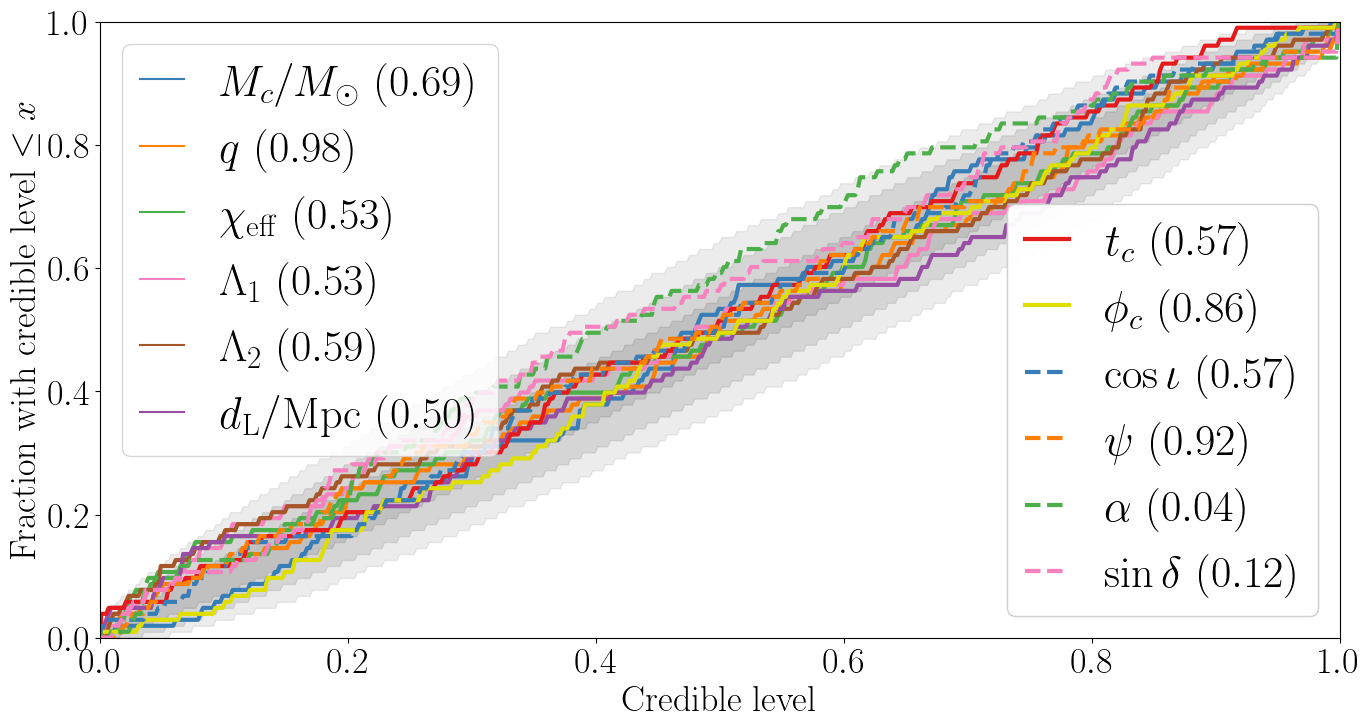 1.0
0.8
0.6
0.4
0.2
0.0
Fraction with credible level ≤ x
M_c/M_⊙ (0.69)
q (0.98)
χ_eff (0.53)
Λ_1 (0.53)
Λ_2 (0.59)
d_L/Mpc (0.50)
t_c (0.57)
ϕ_c (0.86)
cos ι (0.57)
ψ (0.92)
α (0.04)
sin δ (0.12)
0.0 0.2 0.4 0.6 0.8 1.0
Credible level